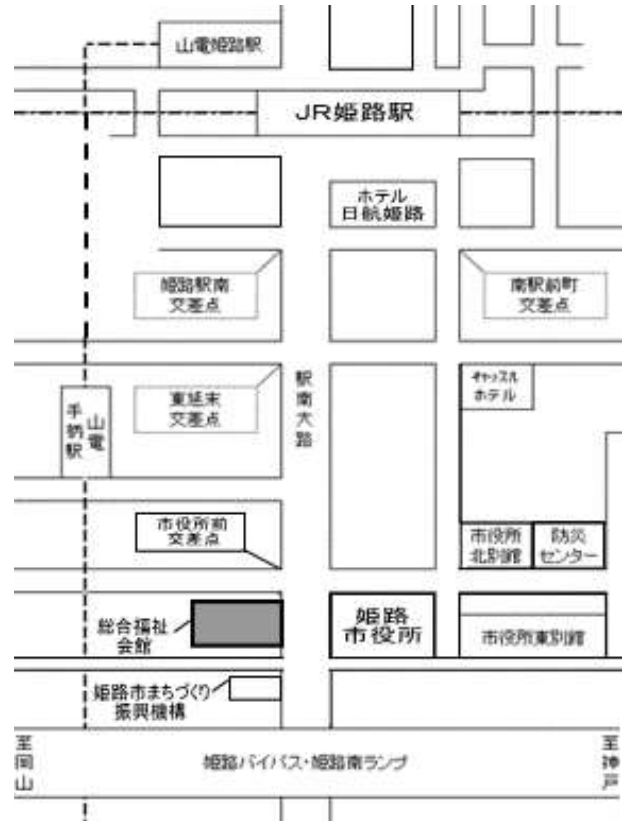 山電姫路駅
JR姫路駅
ホテル
日航姫路
姫路駅南
交差点
南駅前町
交差点
キャッスル
ホテル
駅南大路
東延末
交差点
山電
手柄駅
市役所前
交差点
市役所
北別館
防災
センター
総合福祉
会館
姫路
市役所
市役所東別館
姫路市まちづくり
振興機構
至岡山
姫路バイパス・姫路南ランプ
至神戸